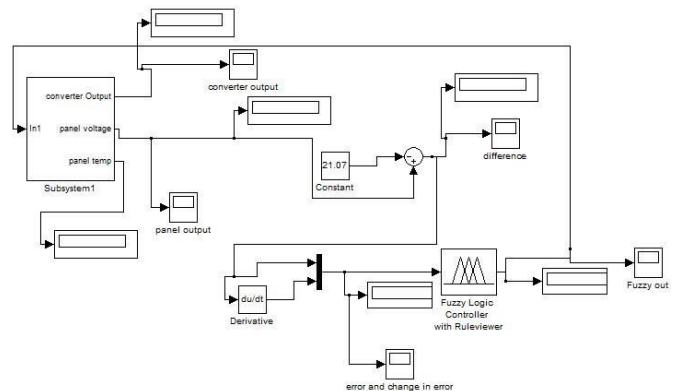 converter Output
converter output
In1
panel voltage
panel temp
Subsystem1
21.07
Constant
difference
panel output
du/dt
Derivative
Fuzzy Logic
Controller
with Ruleviewer
Fuzzy out
error and change in error